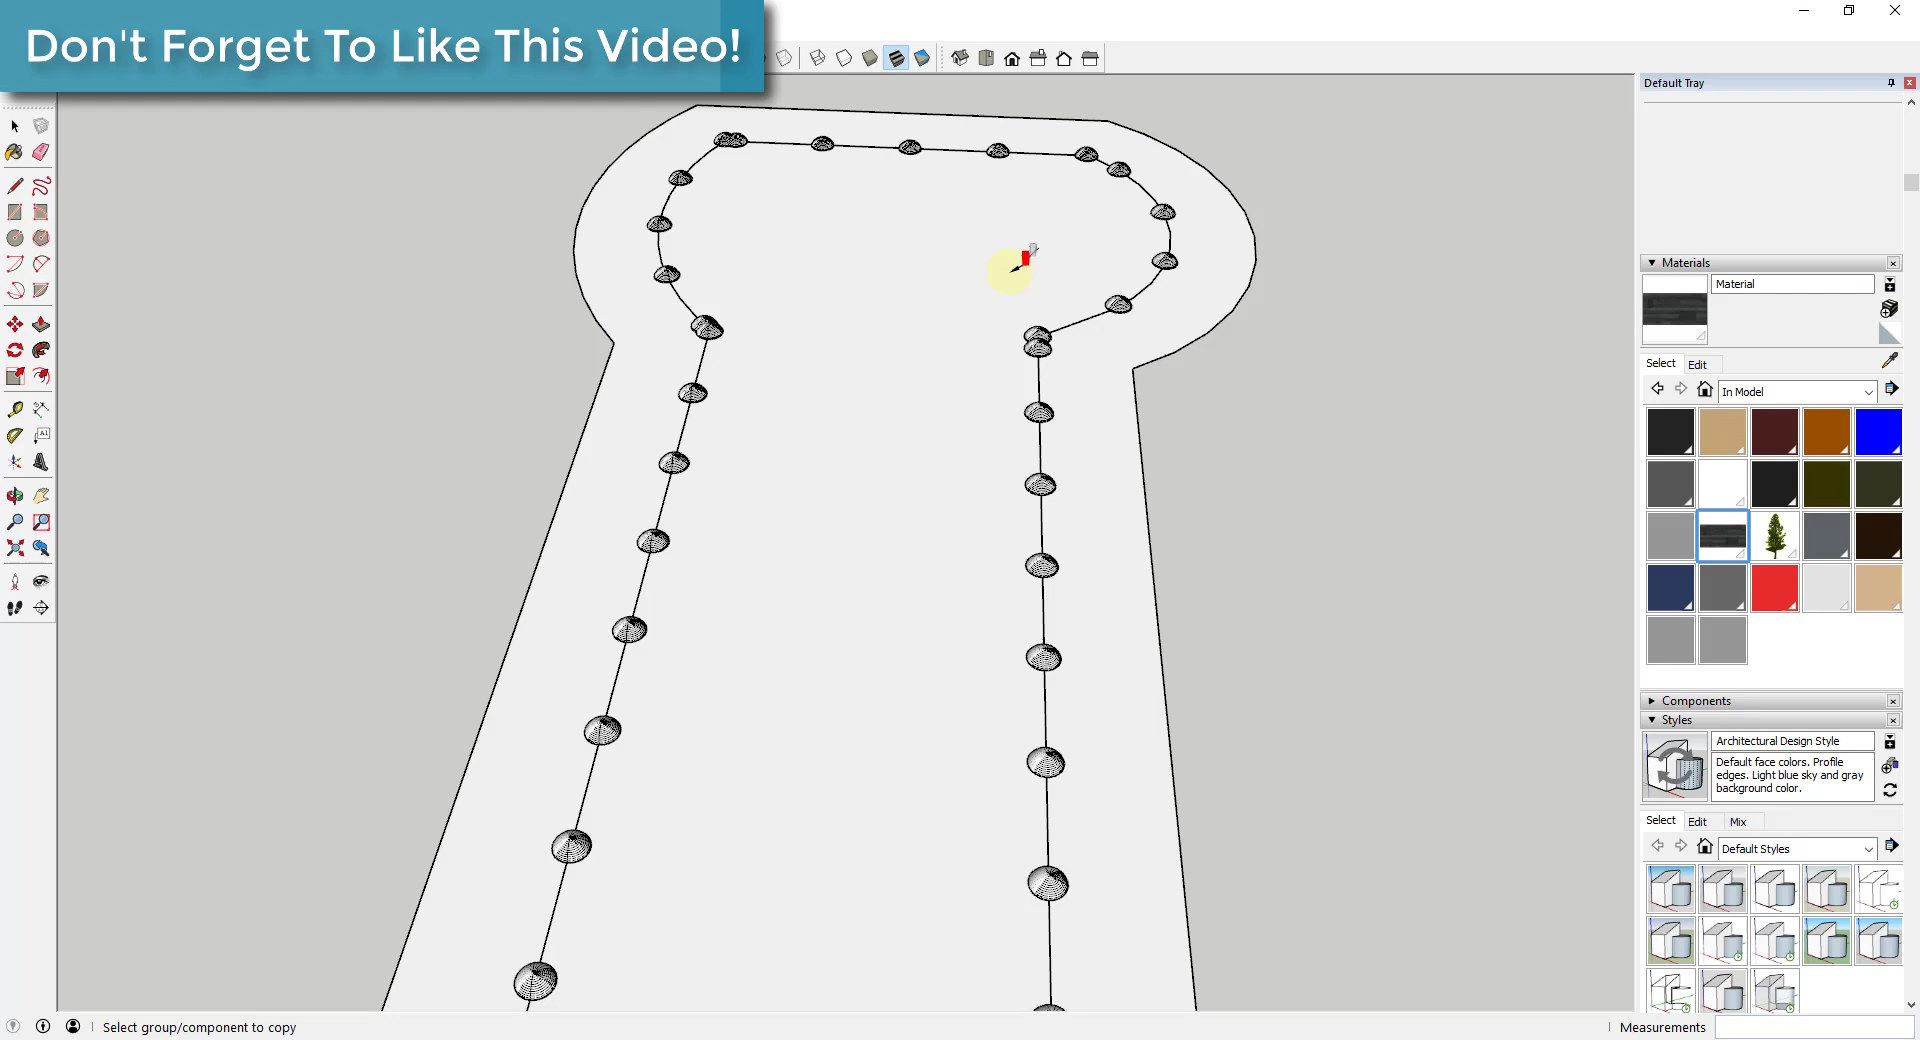 Don't Forget To Like This Video!
Default Tray
Materials
Material
Select Edit
In Model
Components
Styles
Architectural Design Style
Default face colors. Profile
edges. Light blue sky and gray
background color.
Select Edit Mix
Default Styles
A1
Select group/component to copy
Measurements